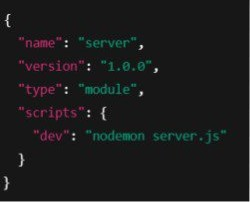 {
  "name": "server",
  "version": "1.0.0",
  "type": "module",
  "scripts": {
    "dev": "nodemon server.js"
  }
}